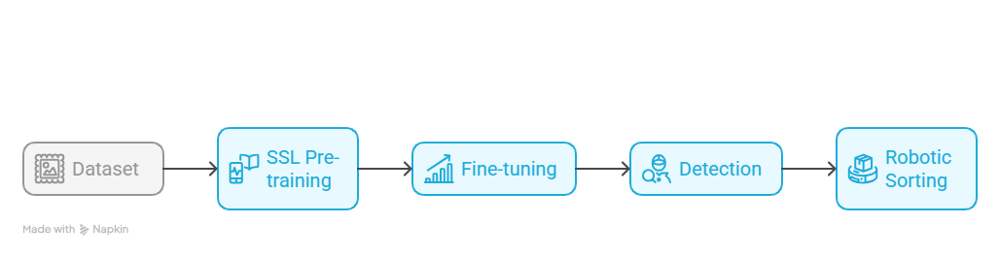 Dataset
SSL Pre-
training
Fine-tuning
Detection
Robotic
Sorting
Made with Napkin